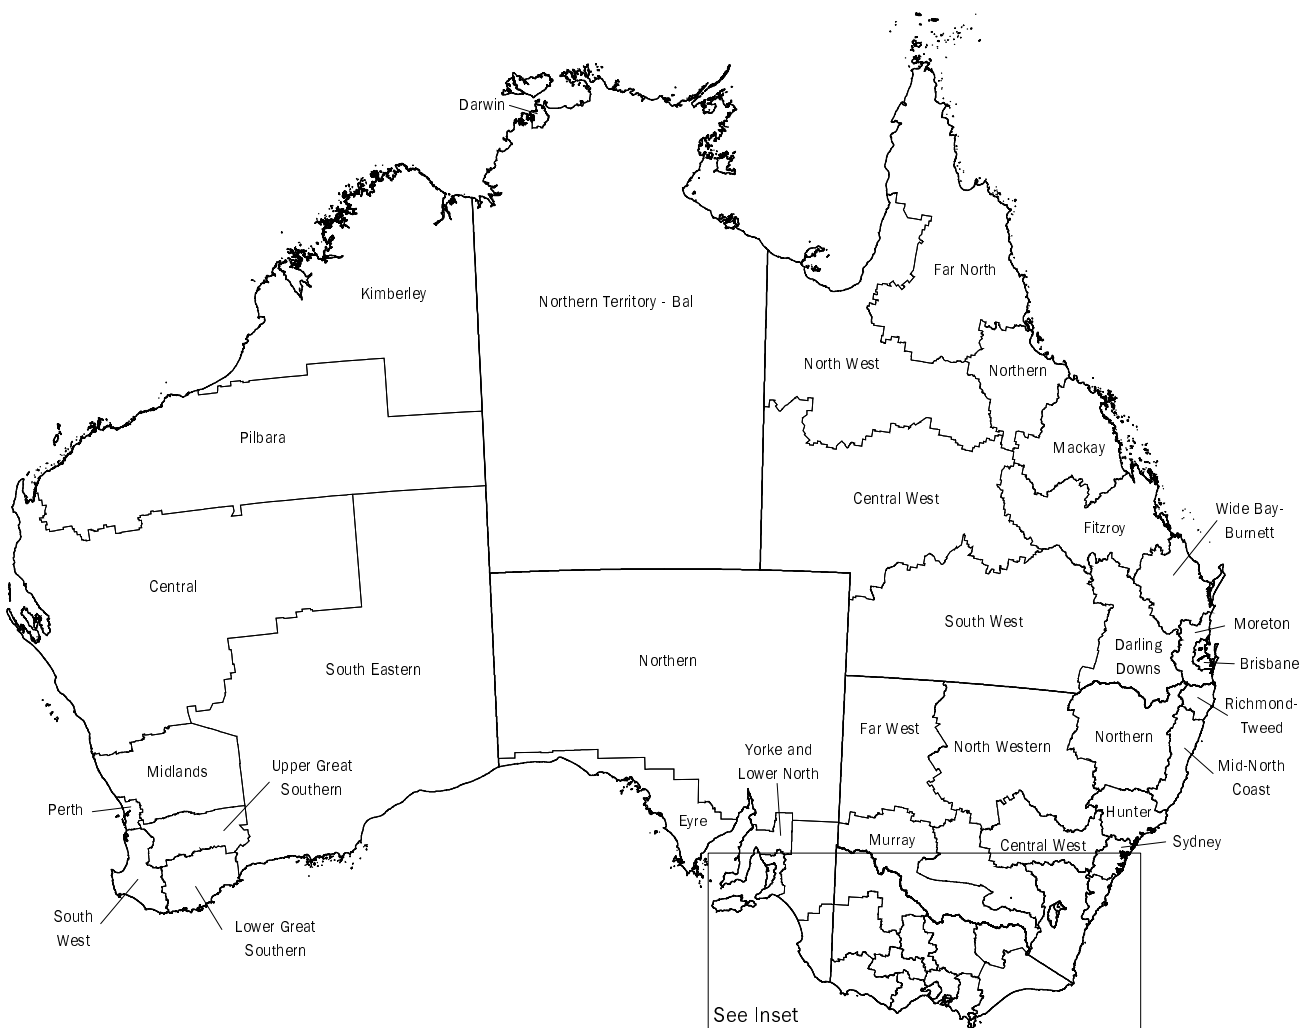 Darwin
Kimberley
Northern Territory - Bal
Far North
North West
Northern
Pilbara
Mackay
Central West
Wide Bay-
Burnett
Fitzroy
Central
South West
Moreton
Darling
Downs
Brisbane
South Eastern
Northern
Richmond-
Tweed
Far West
North Western
Northern
Yorke and
Lower North
Mid-North
Coast
Midlands
Upper Great
Southern
Perth
Eyre
Hunter
Murray
Central West
Sydney
South
West
Lower Great
Southern
See Inset